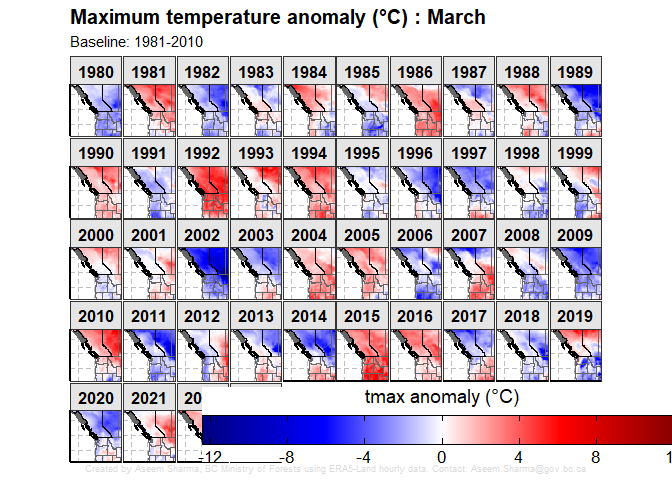 Maximum temperature anomaly (°C) : March
Baseline: 1981-2010
1980 1981 1982 1983 1984 1985 1986 1987 1988 1989
1990 1991 1992 1993 1994 1995 1996 1997 1998 1999
2000 2001 2002 2003 2004 2005 2006 2007 2008 2009
2010 2011 2012 2013 2014 2015 2016 2017 2018 2019
2020 2021 20
tmax anomaly (°C)
-12 -8 -4 0 4 8 1
Created by Aseem Sharma, BC Ministry of Forests using ERA5-Land hourly data. Contact: Aseem.Sharma@gov.bc.ca